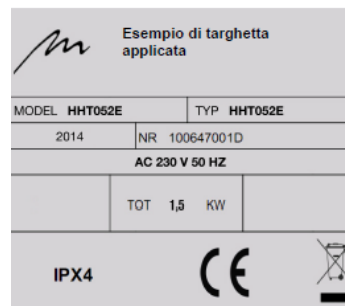 Esempio di targhetta
applicata
MODEL HHT052E TYP HHT052E
2014 NR 100647001D
AC 230 V 50 HZ
TOT 1,5 KW
IPX4 CE